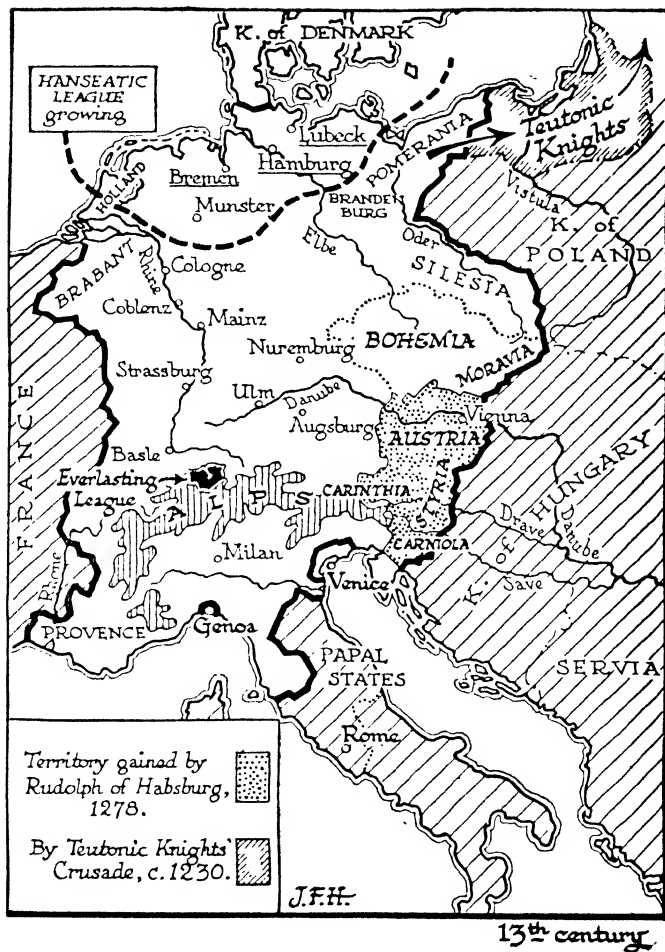 K. of DENMARK
HANSEATIC
LEAGUE
growing
Lubeck
Hamburg
Bremen
HOLLAND
Munster
POMERANIA
Teutonic
Knights
BRANDEN
BURG
Vistula
K. of
POLAND
Elbe
Oder
SILESIA
BRABANT
Rhine
Cologne
Coblenz
Mainz
Nuremburg
BOHEMIA
MORAVIA
Strassburg
Ulm
Danube
Augsburg
Vienna
AUSTRIA
FRANCE
Basle
Everlasting
League
ALPS
CARINTHIA
STYRIA
CARNIOLA
K. of HUNGARY
Drave
Danube
Save
Milan
Venice
Rhone
PROVENCE
Genoa
PAPAL
STATES
SERVIA
Rome
Territory gained by
Rudolph of Habsburg,
1278.
By Teutonic Knights'
Crusade, c. 1230.
J.F.H.
13th century